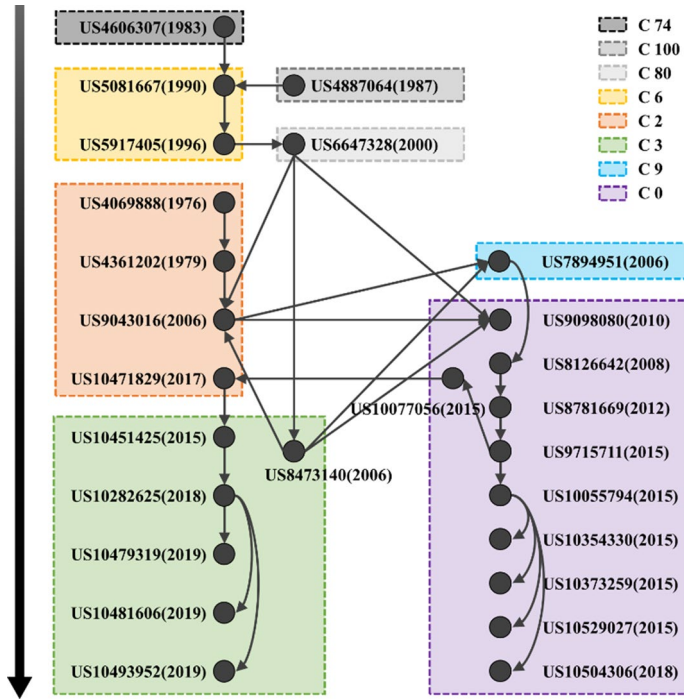 US4606307(1983)
US5081667(1990)
US4887064(1987)
US5917405(1996)
US6647328(2000)
US4069888(1976)
US4361202(1979)
US9043016(2006)
US10471829(2017)
US10451425(2015)
US8473140(2006)
US10282625(2018)
US10479319(2019)
US10481606(2019)
US10493952(2019)
US7894951(2006)
US9098080(2010)
US8126642(2008)
US10077056(2015)
US8781669(2012)
US9715711(2015)
US10055794(2015)
US10354330(2015)
US10373259(2015)
US10529027(2015)
US10504306(2018)
C 74
C 100
C 80
C 6
C 2
C 3
C 9
C 0